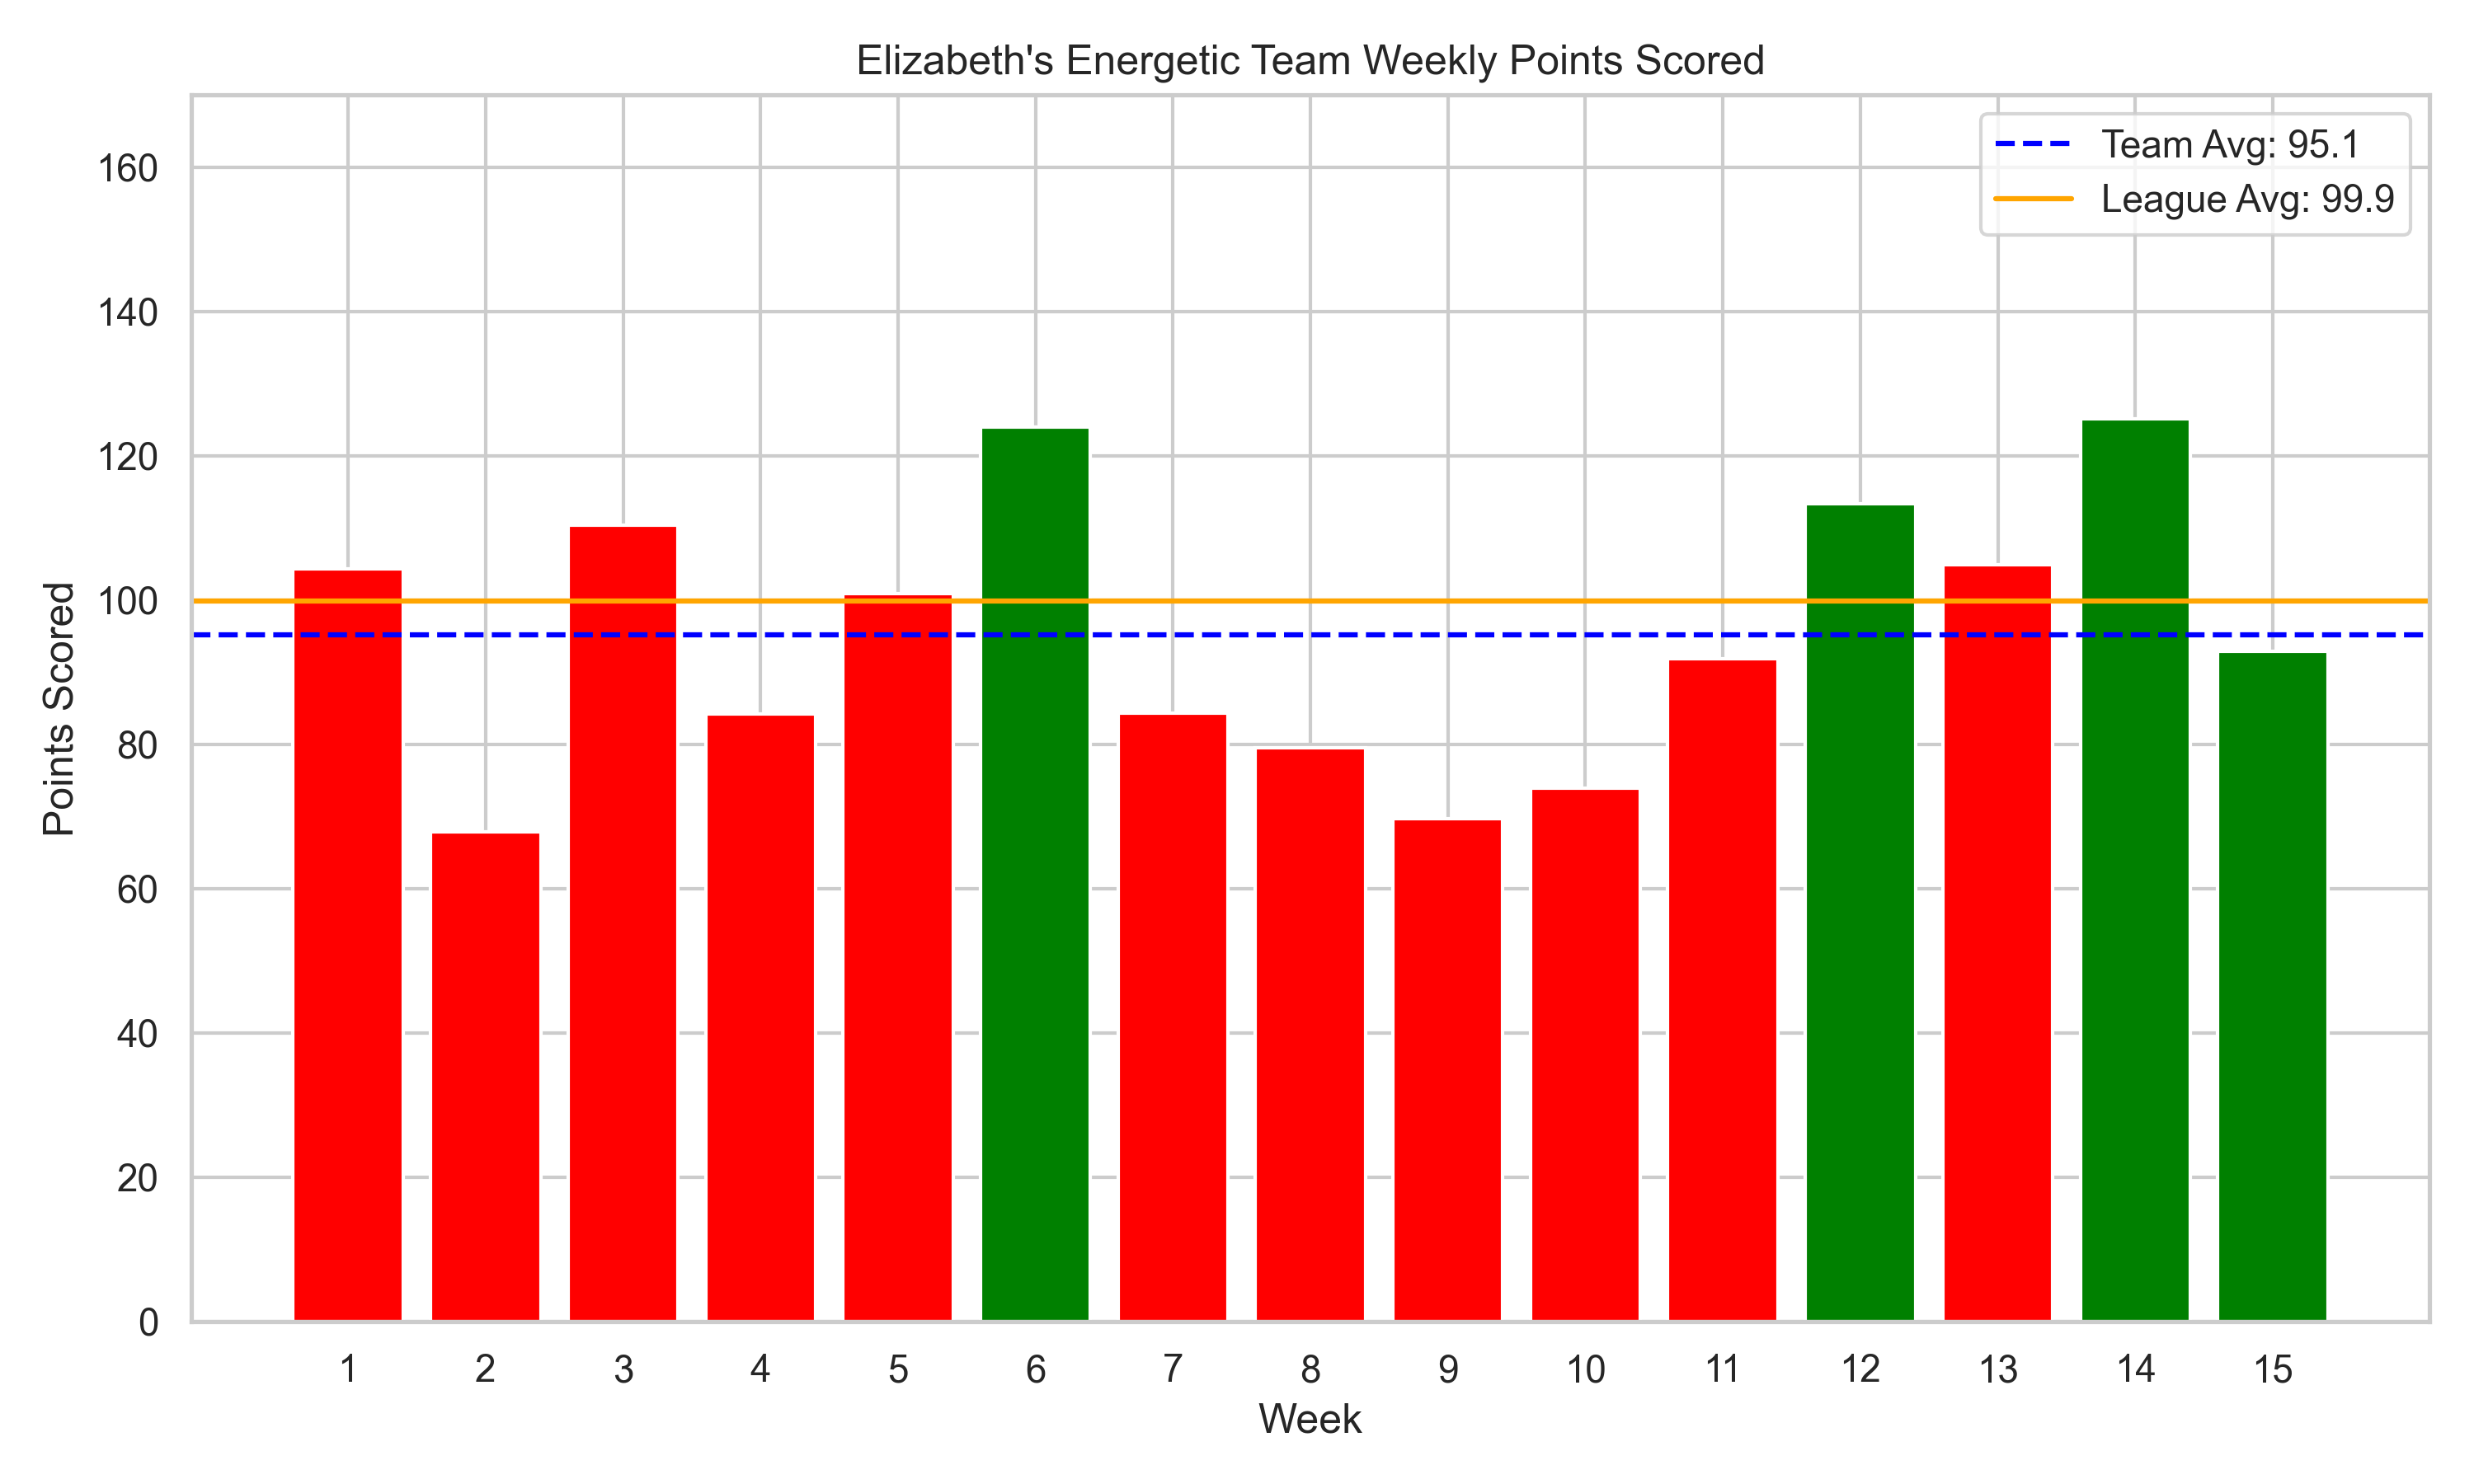 Elizabeth's Energetic Team Weekly Points Scored
Team Avg: 95.1
League Avg: 99.9
Points Scored
160
140
120
100
80
60
40
20
0
1 2 3 4 5 6 7 8 9 10 11 12 13 14 15
Week